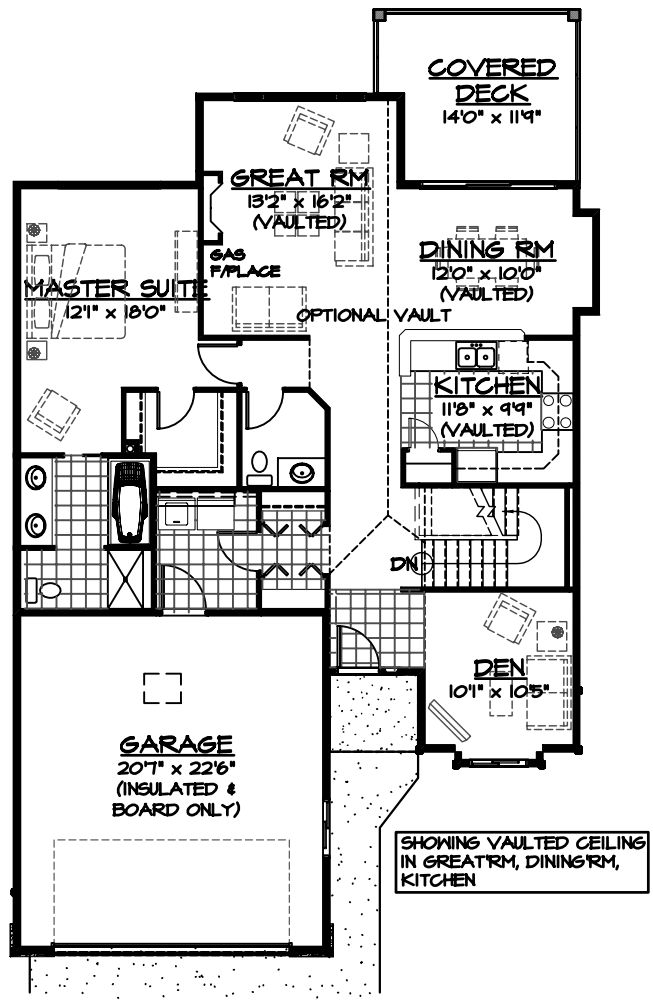 COVERED
DECK
14'0" x 11'9"
GREAT RM
13'2" x 16'2"
(VAULTED)
GAS
F/PLACE
DINING RM
12'0" x 10'0"
(VAULTED)
MASTER SUITE
12'1" x 18'0"
OPTIONAL VAULT
KITCHEN
11'8" x 9'9"
(VAULTED)
DN
DEN
10'1" x 10'5"
GARAGE
20'7" x 22'6"
(INSULATED &
BOARD ONLY)
SHOWING VAULTED CEILING
IN GREAT'RM, DINING'RM,
KITCHEN